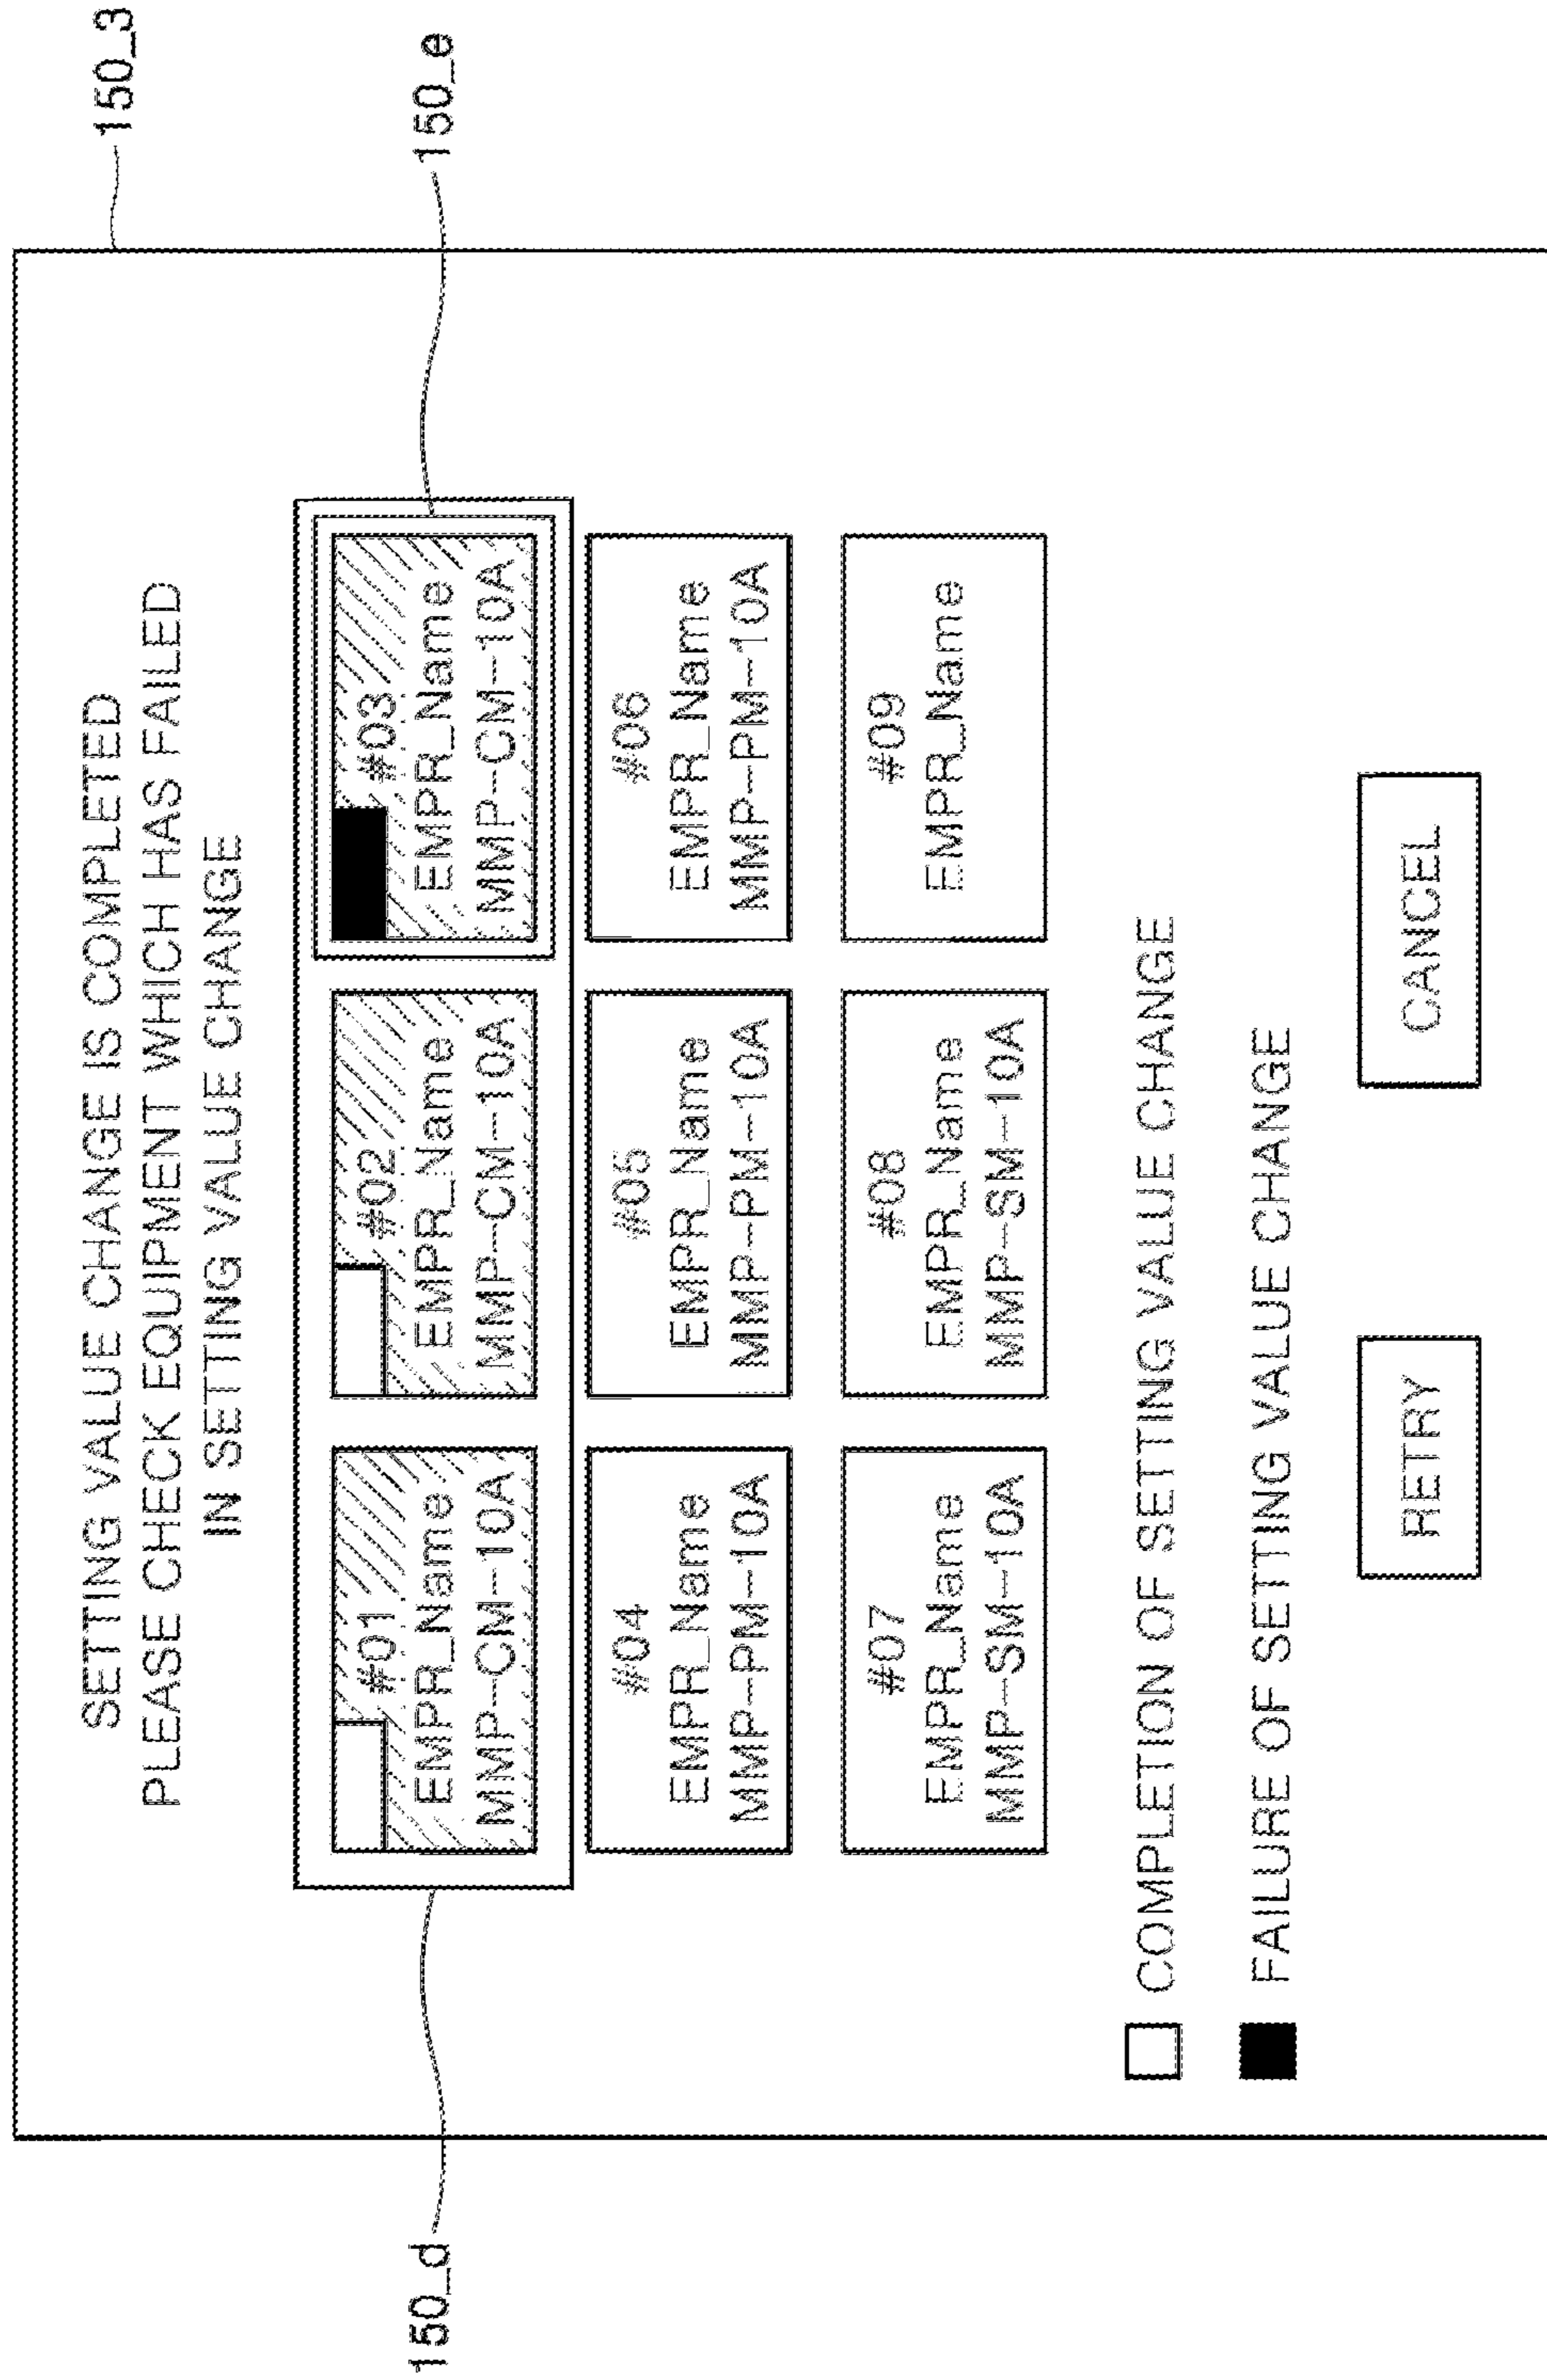 150_3
SETTING VALUE CHANGE IS COMPLETED
PLEASE CHECK EQUIPMENT WHICH HAS FAILED
IN SETTING VALUE CHANGE
150_d
150_e
#01
EMPR_Name
MMP-CM-10A
#02
EMPR_Name
MMP-CM-10A
#03
EMPR_Name
MMP-CM-10A
#04
EMPR_Name
MMP-PM-10A
#05
EMPR_Name
MMP-PM-10A
#06
EMPR_Name
MMP-PM-10A
#07
EMPR_Name
MMP-SM-10A
#08
EMPR_Name
MMP-SM-10A
#09
EMPR_Name
COMPLETION OF SETTING VALUE CHANGE
FAILURE OF SETTING VALUE CHANGE
RETRY
CANCEL